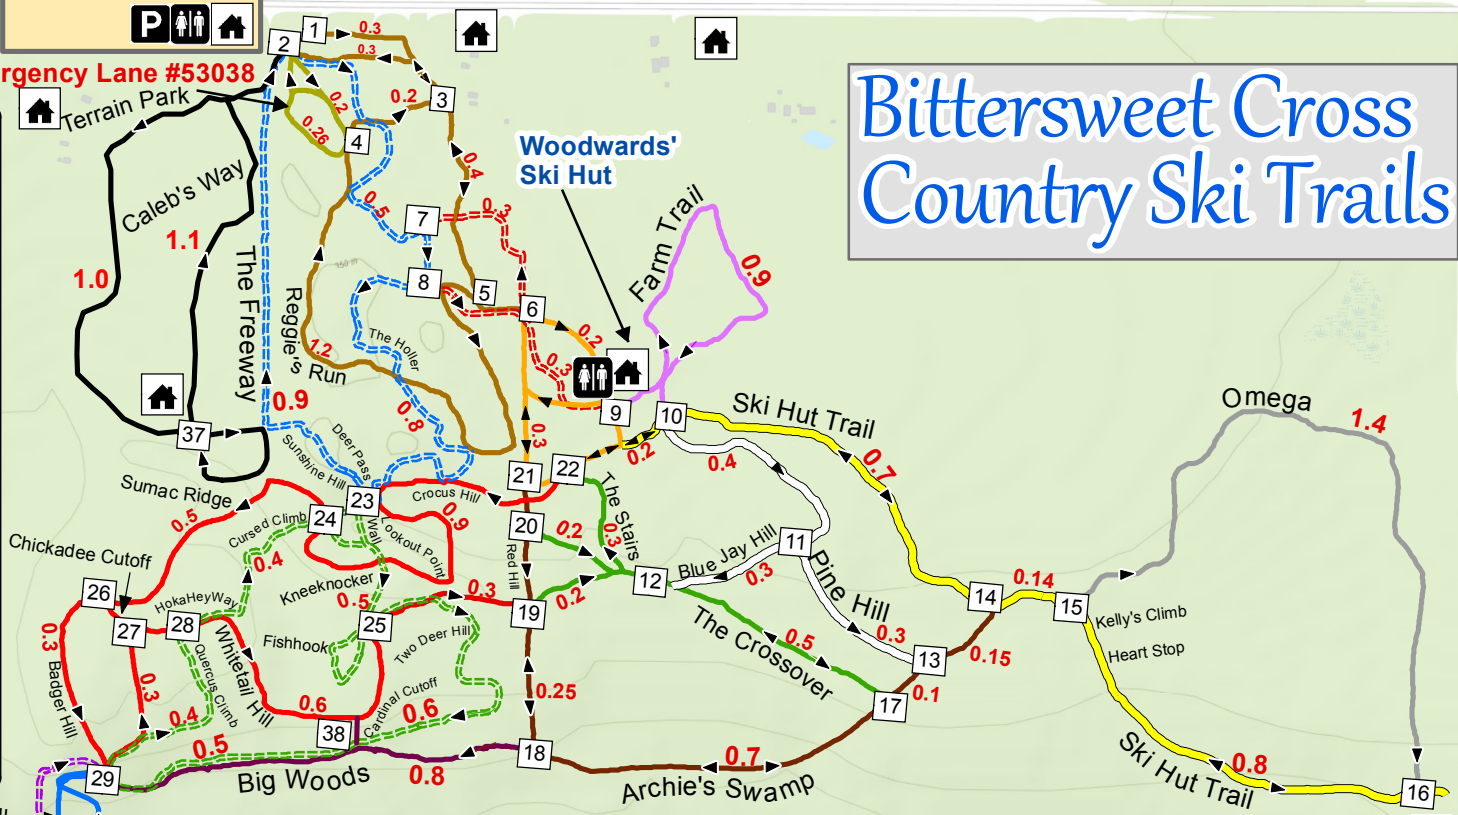 P
rgency Lane #53038
Terrain Park
Caleb's Way
1.0
1.1
The Freeway
0.9
Reggie's Run
1.2
1
2
3
4
0.3
0.3
0.2
0.2
0.26
0.4
0.5
7
0.3
8
5
6
0.2
0.3
Woodwards'
Ski Hut
Farm Trail
0.9
Bittersweet Cross
Country Ski Trails
The Holler
0.8
9
10
0.2
0.3
Ski Hut Trail
0.7
0.4
Omega
1.4
37
Deer Pass
Sunshine Hill
Sumac Ridge
0.5
23
Crocus Hill
0.9
21
22
The Stairs
0.3
24
Cursed Climb
0.4
Wall
Lookout Point
20
0.2
Red Hill
11
Blue Jay Hill
0.3
12
Pine Hill
0.3
Chickadee Cutoff
26
27
HokaHeyWay
28
Kneeknocker
0.5
0.3
19
0.2
25
Fishhook
Two Deer Hill
The Crossover
0.5
13
0.15
14
0.14
15
Kelly's Climb
Heart Stop
0.3
Badger Hill
0.3
Quercus Climb
0.4
Whitetail Hill
0.6
38
Cardinal Cutoff
0.6
0.25
17
0.1
18
0.7
Archie's Swamp
29
0.5
Big Woods
0.8
Ski Hut Trail
0.8
16